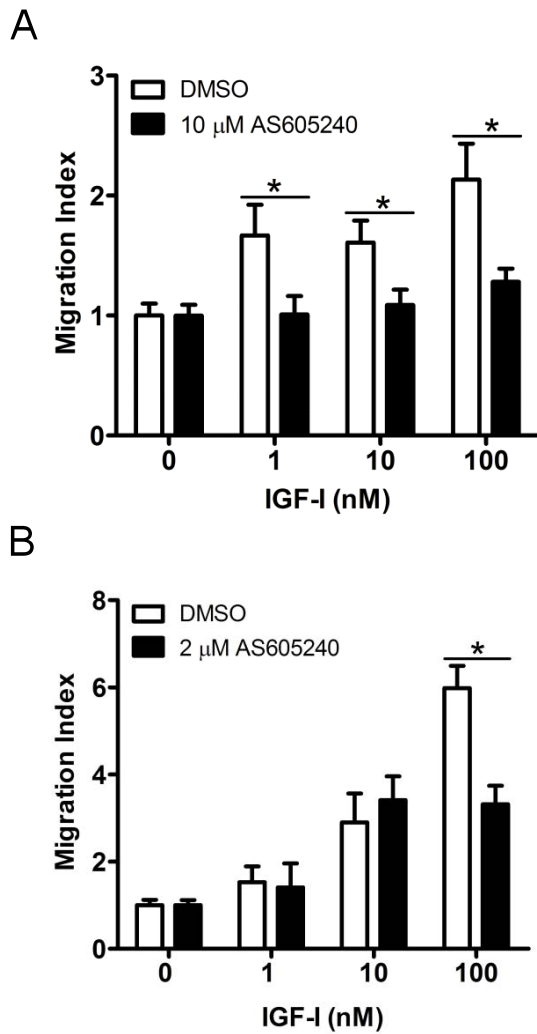 A
3
2
1
0
Migration Index
DMSO
10 μM AS605240
*
*
*
0 1 10 100
IGF-I (nM)
B
8
6
4
2
0
Migration Index
DMSO
2 μM AS605240
*
0 1 10 100
IGF-I (nM)